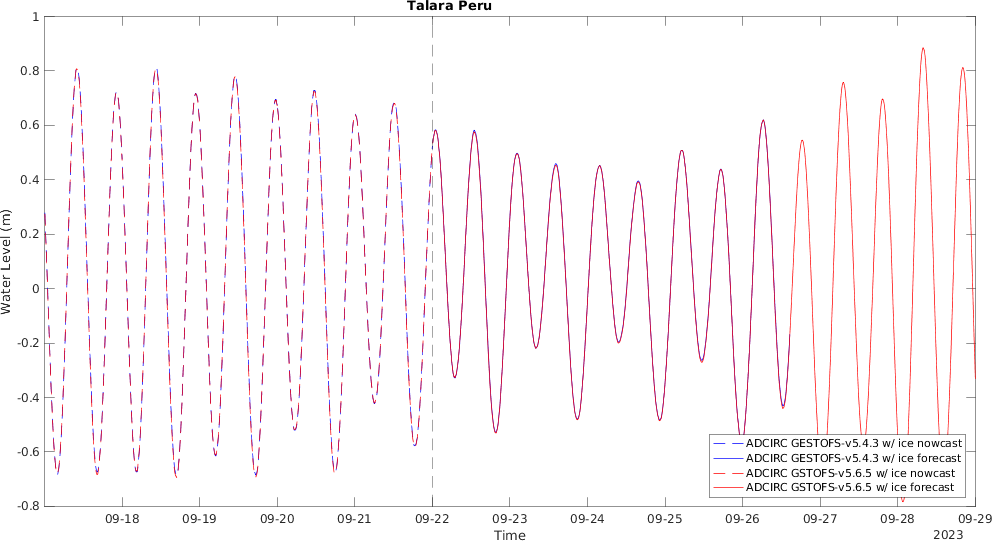 Talara Peru
Water Level (m)
1
0.8
0.6
0.4
0.2
0
-0.2
-0.4
-0.6
-0.8
ADCIRC GESTOFS-v5.4.3 w/ ice nowcast
ADCIRC GESTOFS-v5.4.3 w/ ice forecast
ADCIRC GSTOFS-v5.6.5 w/ ice nowcast
ADCIRC GSTOFS-v5.6.5 w/ ice forecast
09-18 09-19 09-20 09-21 09-22 09-23 09-24 09-25 09-26 09-27 09-28 09-29
Time
2023